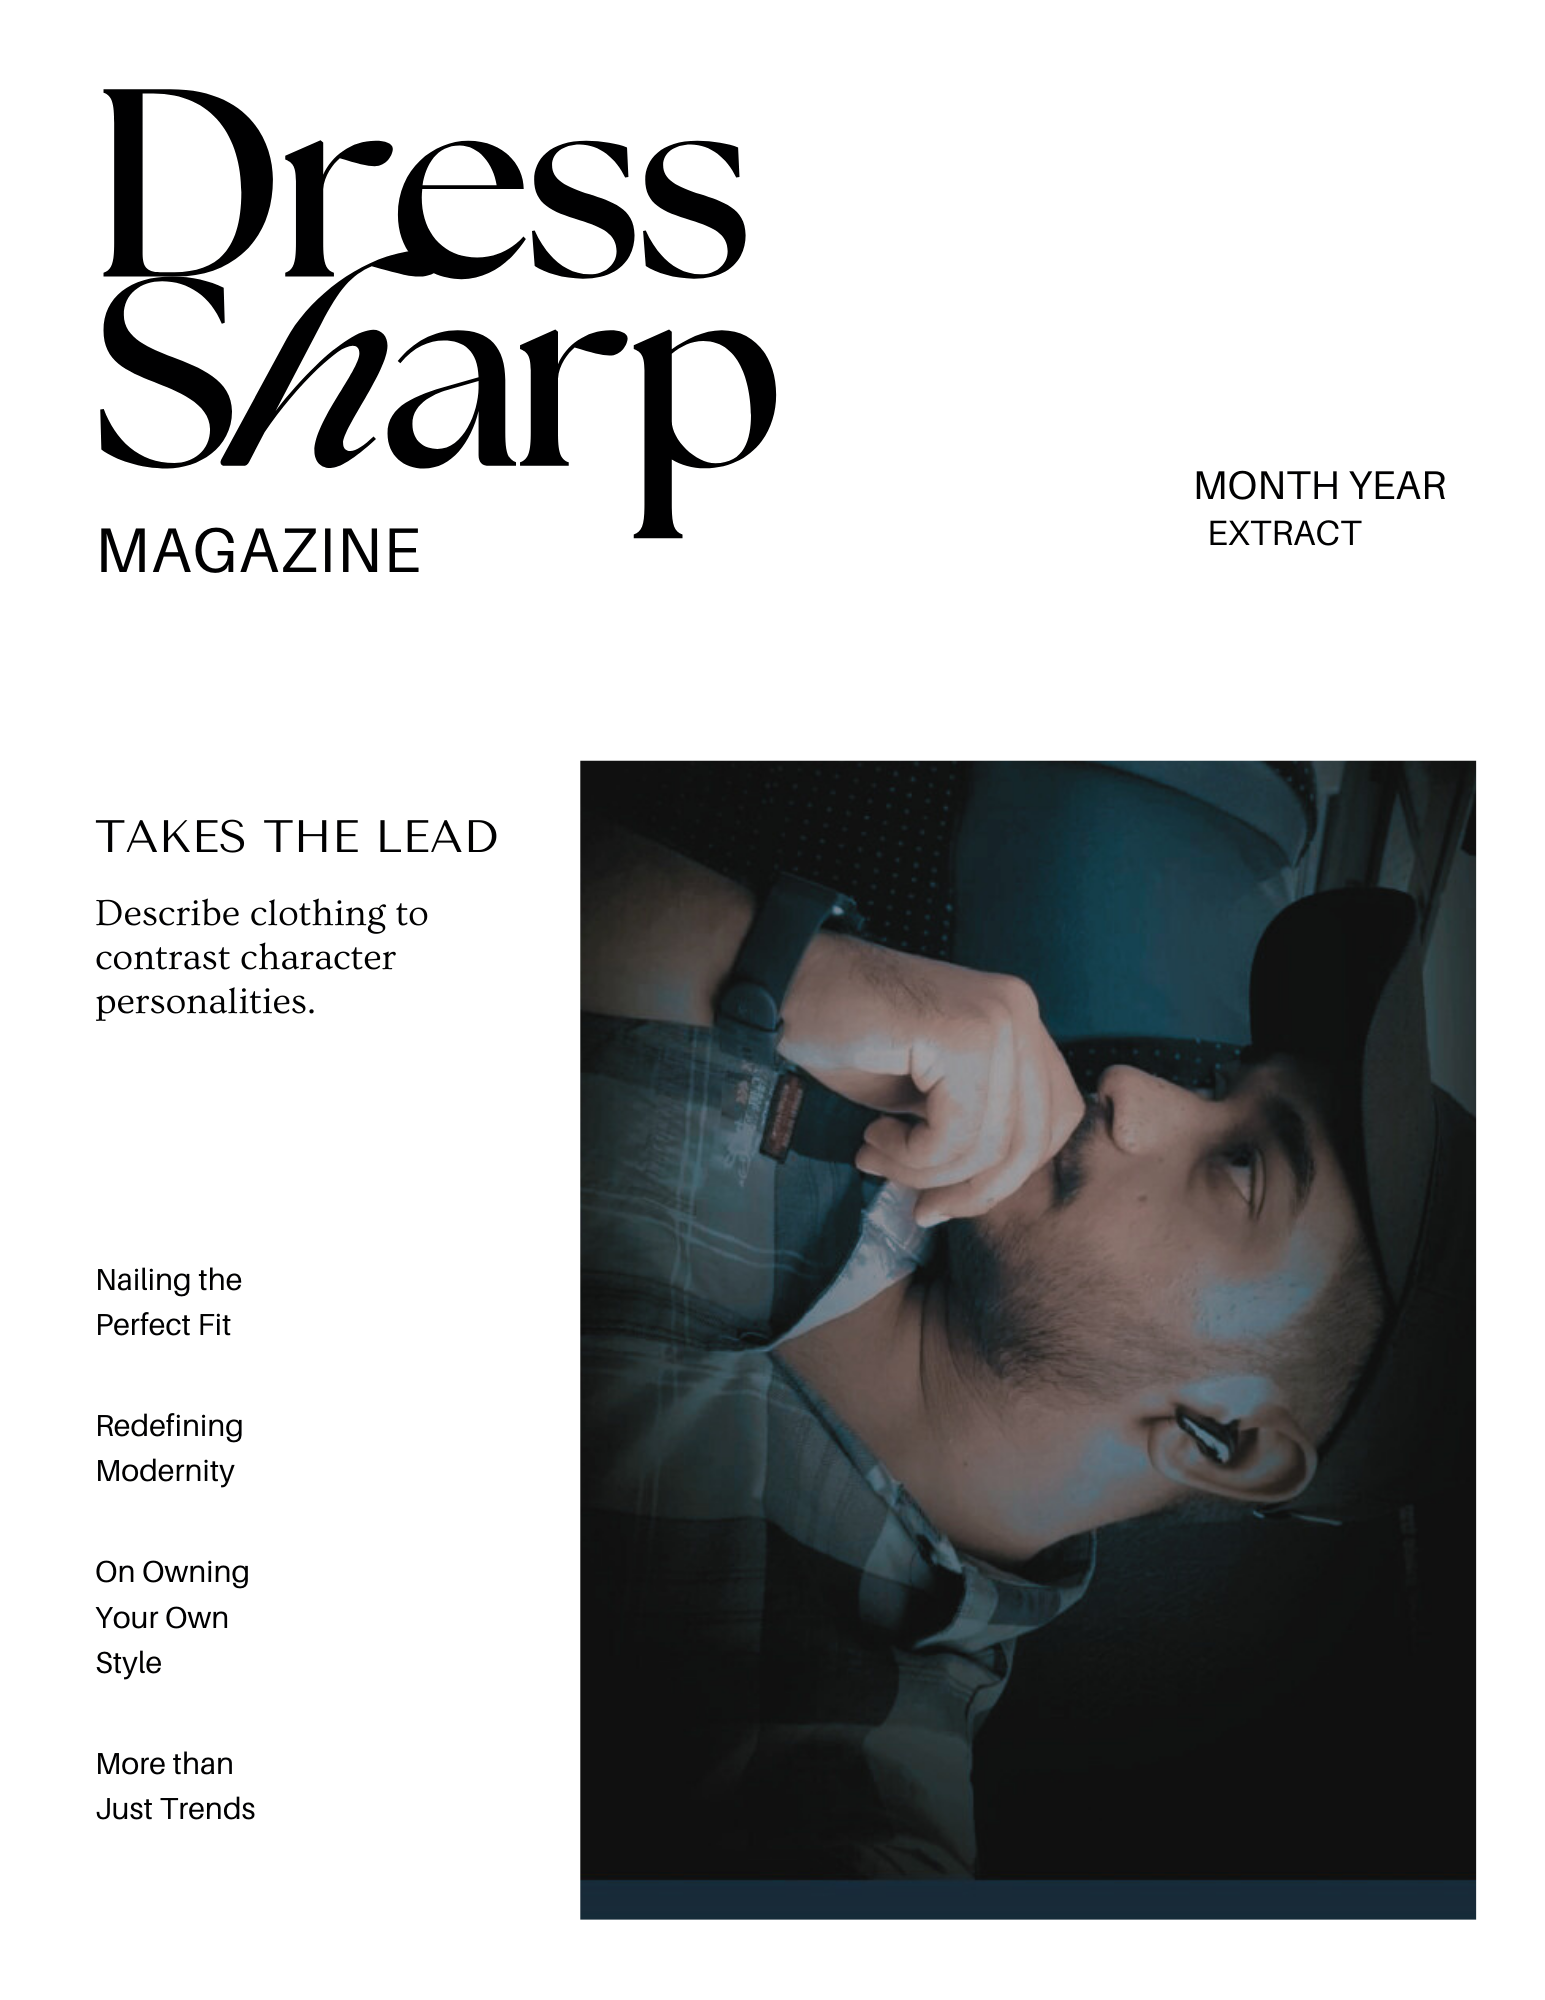 Dress
Sharp
MAGAZINE
MONTH YEAR
EXTRACT
TAKES THE LEAD
Describe clothing to
contrast character
personalities.
Nailing the
Perfect Fit
Redefining
Modernity
On Owning
Your Own
Style
More than
Just Trends